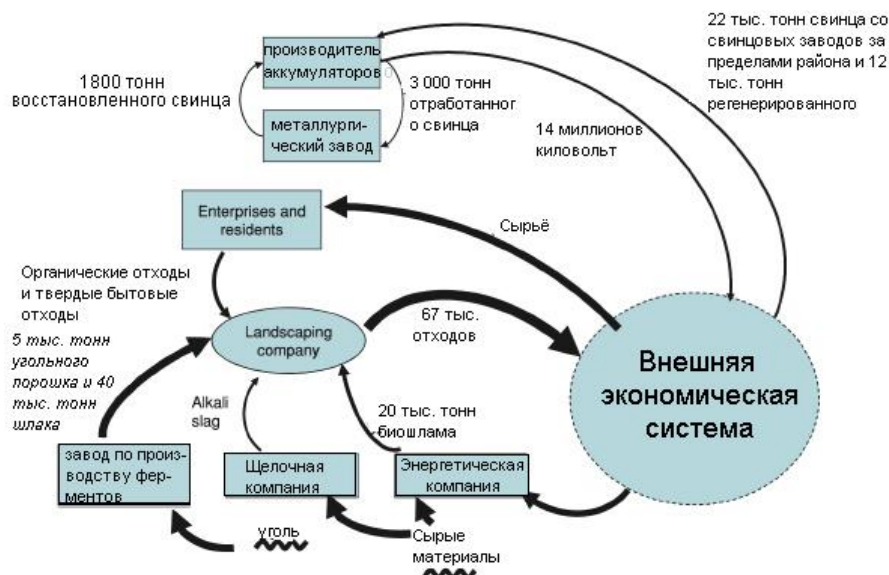 22 тыс. тонн свинца со
свинцовых заводов за
пределами района и 12
тыс. тонн
регенерированного
производитель
аккумуляторов
1800 тонн
восстановленного свинца
3 000 тонн
отработанног
о свинца
металлурги-
ческий завод
14 миллионов
киловольт
Enterprises and
residents
Сырьё
Органические отходы
и твердые бытовые
отходы
5 тыс. тонн
угольного
порошка и 40
тыс. тонн
шлака
Landscaping
company
67 тыс.
отходов
Внешняя
экономическая
система
Alkali
slag
20 тыс. тонн
биошлама
завод по произ-
водству фер-
ментов
Щелочная
компания
Энергетическая
компания
уголь
Сырые
материалы